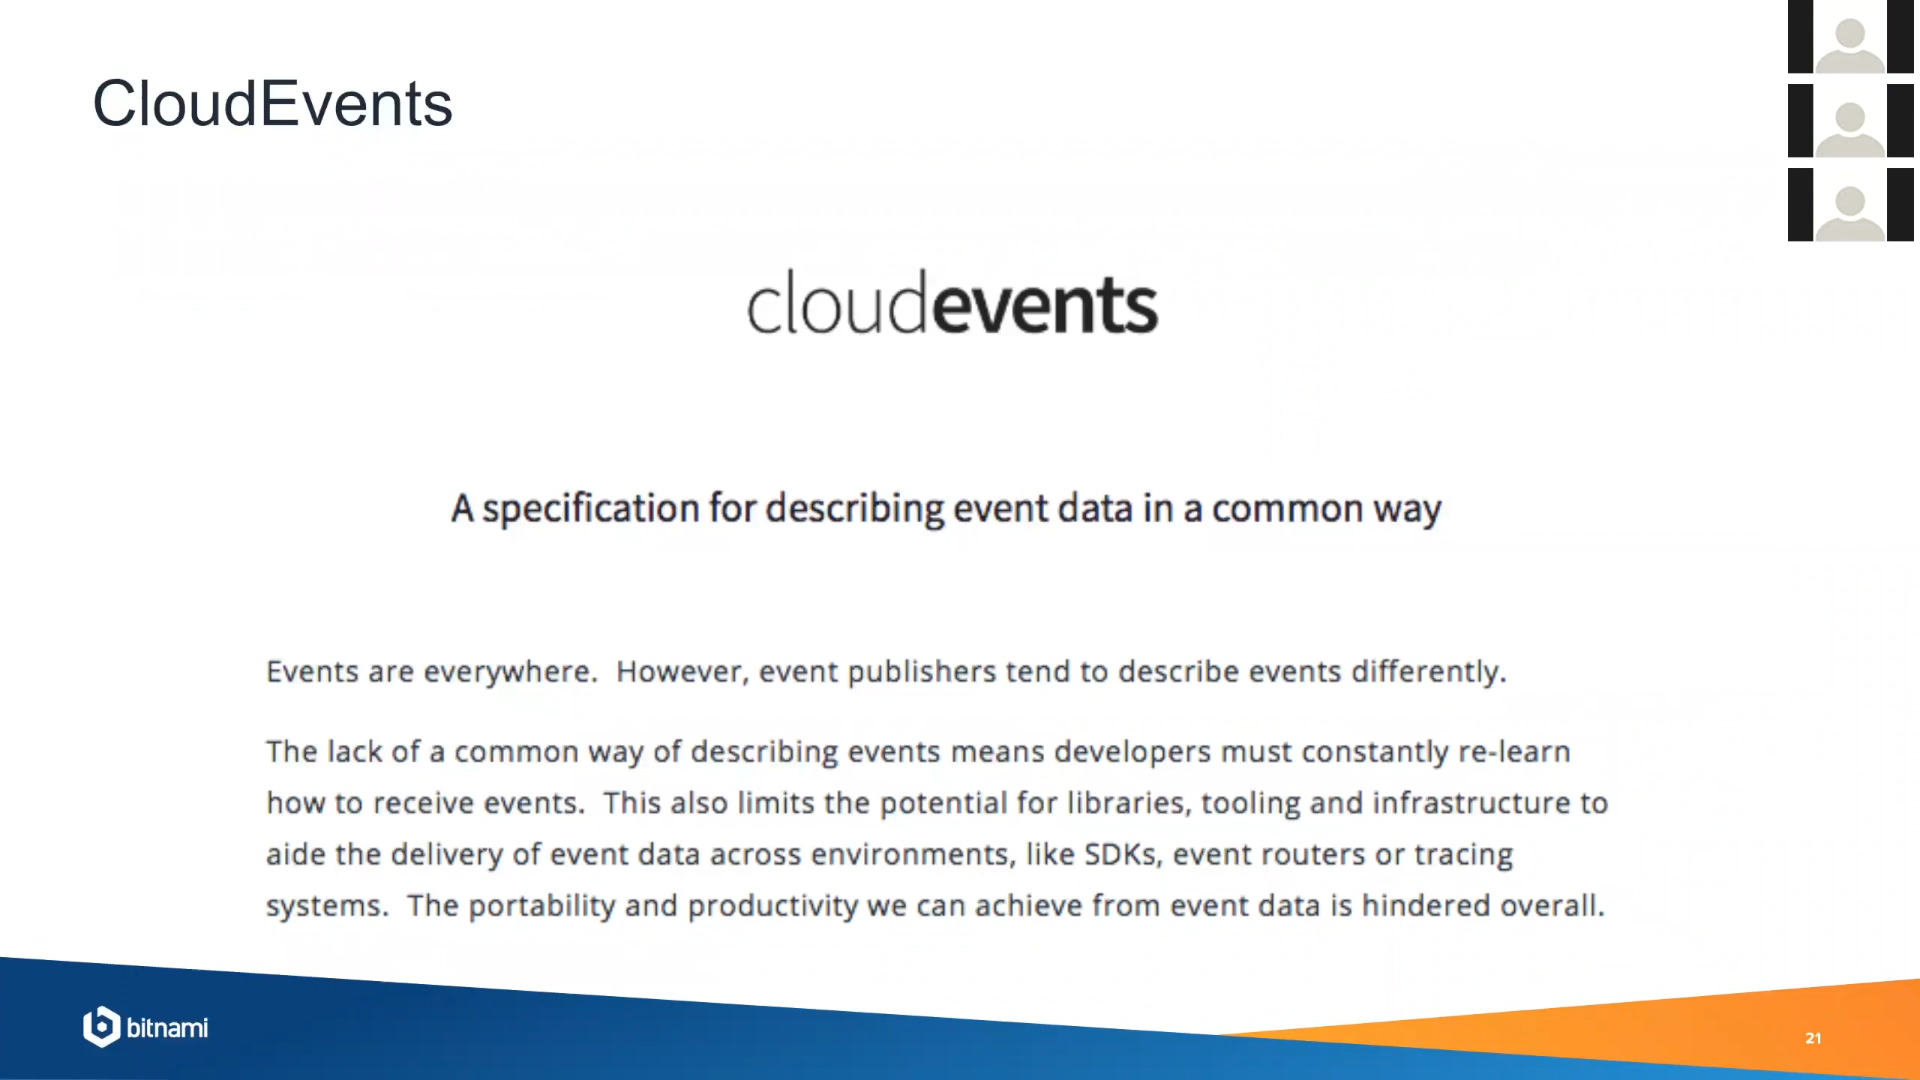 CloudEvents
cloudevents
A specification for describing event data in a common way
Events are everywhere.  However, event publishers tend to describe events differently.
The lack of a common way of describing events means developers must constantly re-learn
how to receive events.  This also limits the potential for libraries, tooling and infrastructure to
aide the delivery of event data across environments, like SDKs, event routers or tracing
systems.  The portability and productivity we can achieve from event data is hindered overall.
bitnami
21